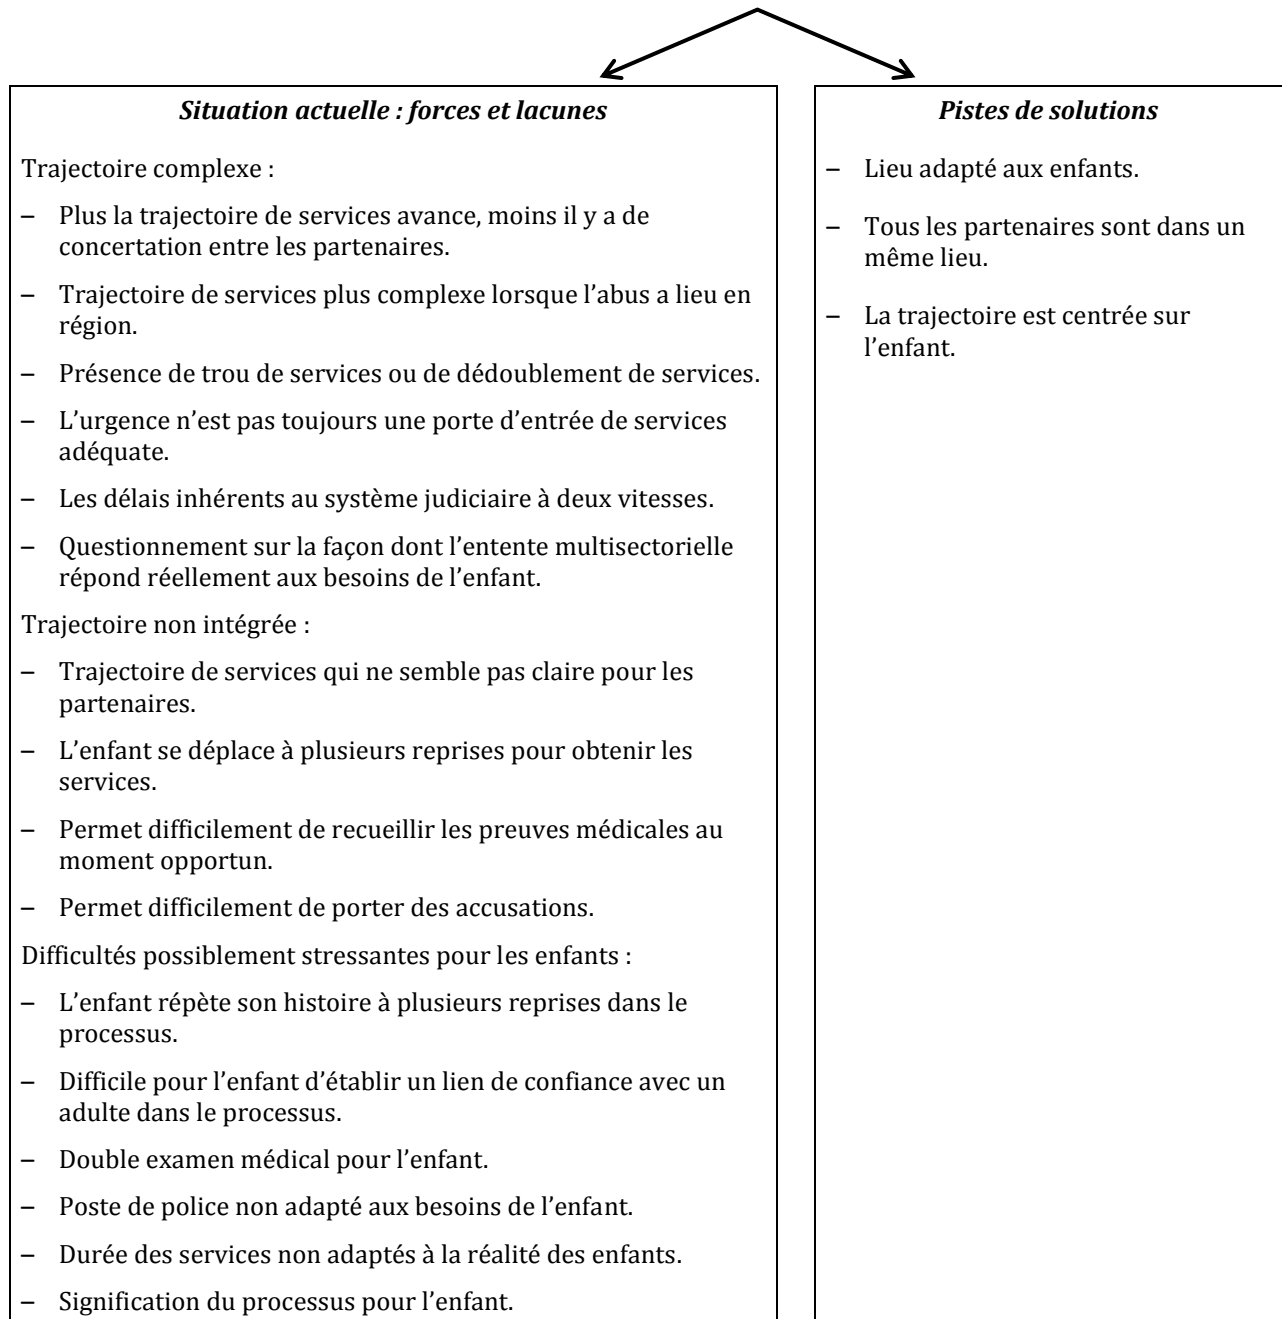 Situation actuelle : forces et lacunes
Trajectoire complexe :
– Plus la trajectoire de services avance, moins il y a de
concertation entre les partenaires.
– Trajectoire de services plus complexe lorsque l’abus a lieu en
région.
– Présence de trou de services ou de dédoublement de services.
– L’urgence n’est pas toujours une porte d’entrée de services
adéquate.
– Les délais inhérents au système judiciaire à deux vitesses.
– Questionnement sur la façon dont l’entente multisectorielle
répond réellement aux besoins de l’enfant.
Trajectoire non intégrée :
– Trajectoire de services qui ne semble pas claire pour les
partenaires.
– L’enfant se déplace à plusieurs reprises pour obtenir les
services.
– Permet difficilement de recueillir les preuves médicales au
moment opportun.
– Permet difficilement de porter des accusations.
Difficultés possiblement stressantes pour les enfants :
– L’enfant répète son histoire à plusieurs reprises dans le
processus.
– Difficile pour l’enfant d’établir un lien de confiance avec un
adulte dans le processus.
– Double examen médical pour l’enfant.
– Poste de police non adapté aux besoins de l’enfant.
– Durée des services non adaptés à la réalité des enfants.
– Signification du processus pour l’enfant.
Pistes de solutions
– Lieu adapté aux enfants.
– Tous les partenaires sont dans un
même lieu.
– La trajectoire est centrée sur
l’enfant.